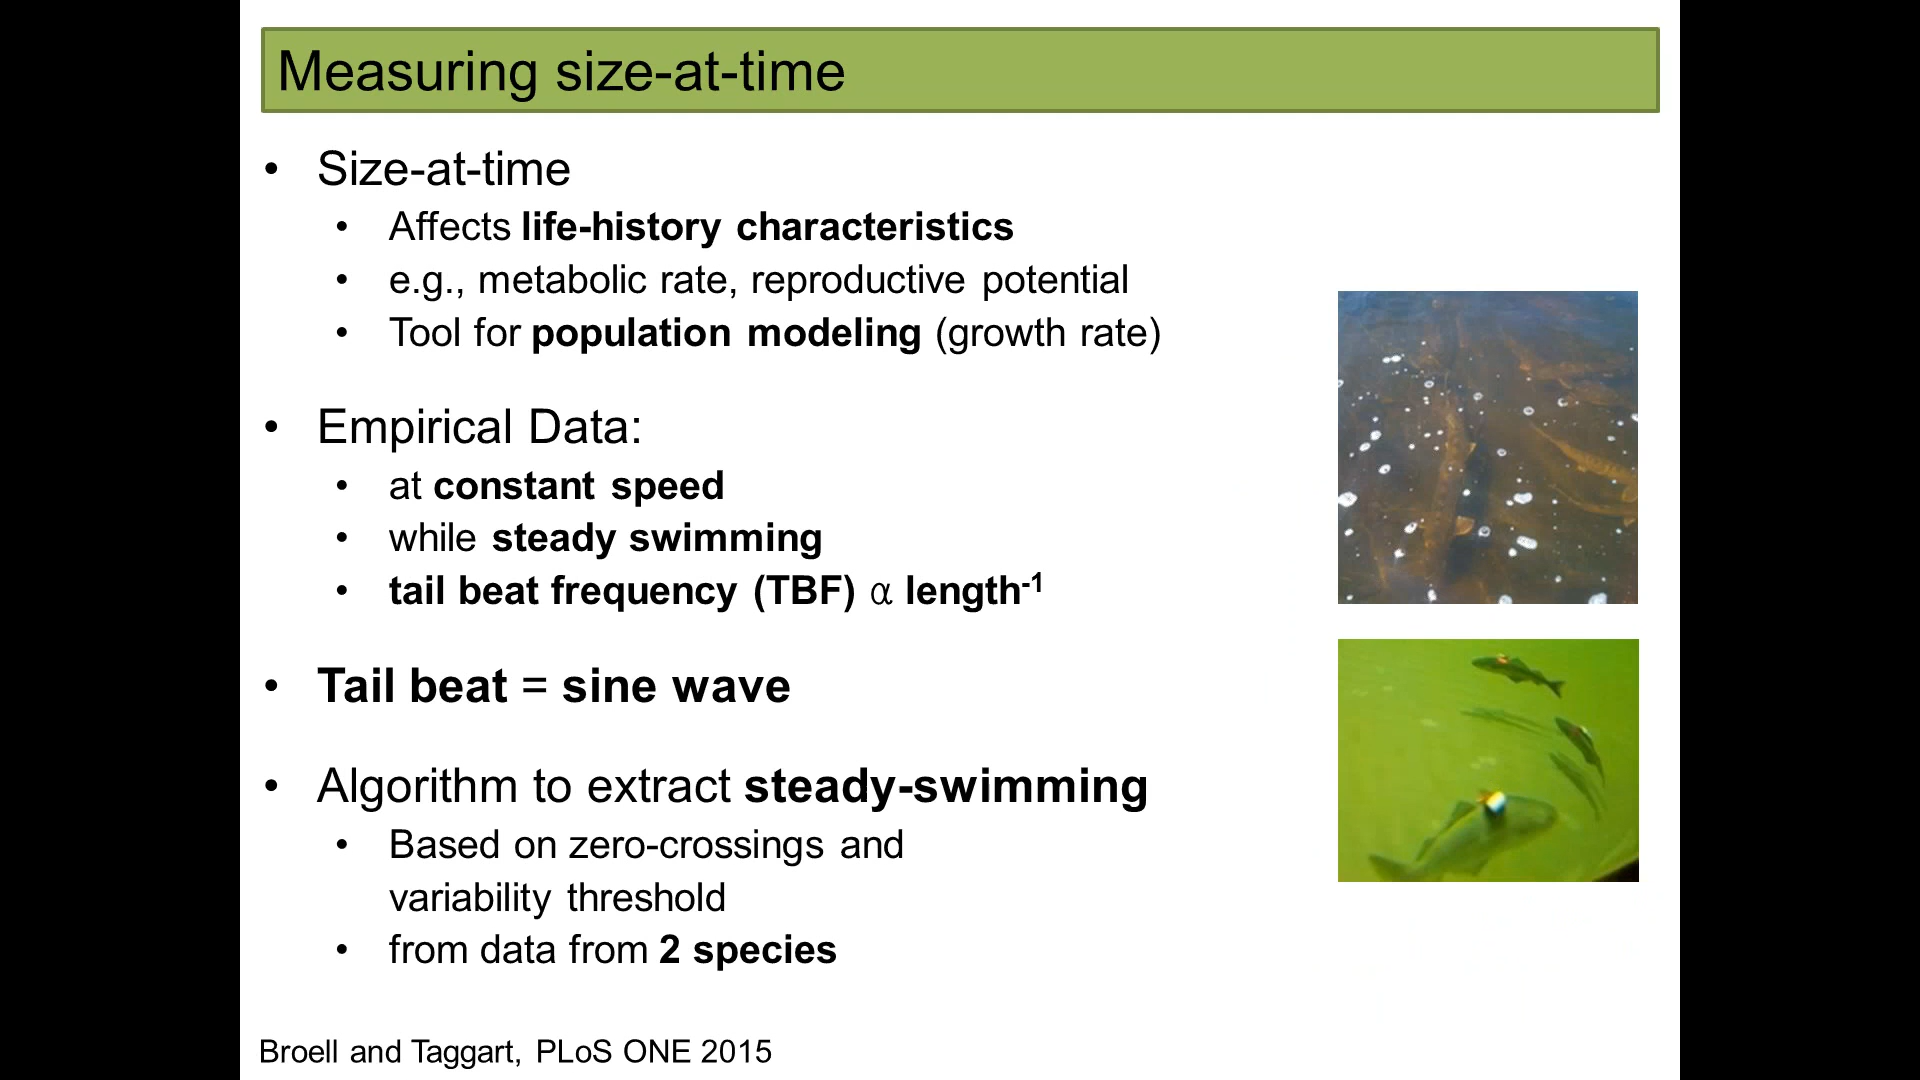 Measuring size-at-time
• Size-at-time
• Affects life-history characteristics
• e.g., metabolic rate, reproductive potential
• Tool for population modeling (growth rate)
• Empirical Data:
• at constant speed
• while steady swimming
• tail beat frequency (TBF) α length⁻¹
• Tail beat = sine wave
• Algorithm to extract steady-swimming
• Based on zero-crossings and
variability threshold
• from data from 2 species
Broell and Taggart, PLoS ONE 2015